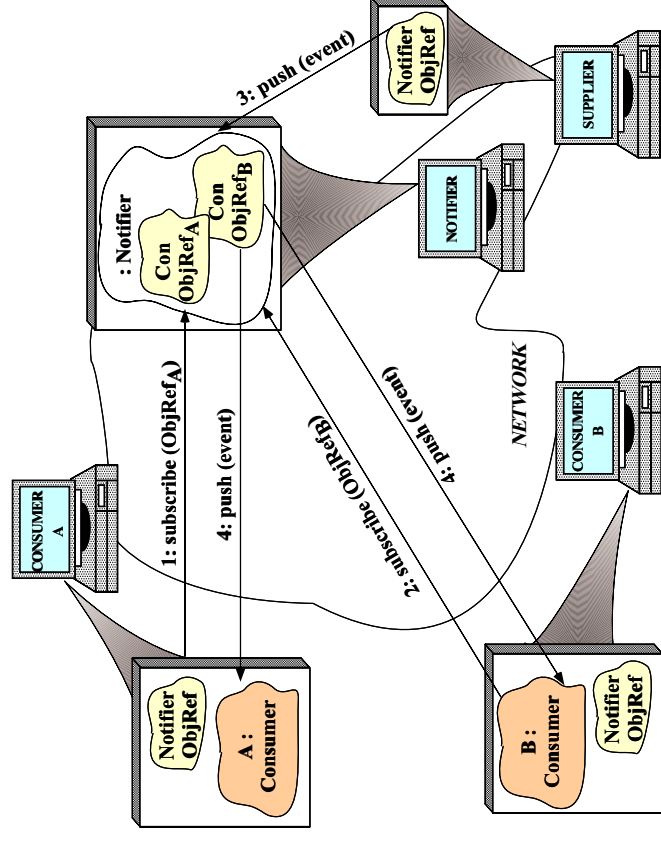 CONSUMER
A
Notifier
ObjRef
A :
Consumer
1: subscribe (ObjRefA)
4: push (event)
: Notifier
Con
ObjRefA
Con
ObjRefB
3: push (event)
Notifier
ObjRef
SUPPLIER
NOTIFIER
2: subscribe (ObjRefB)
4: push (event)
NETWORK
CONSUMER
B
B :
Consumer
Notifier
ObjRef